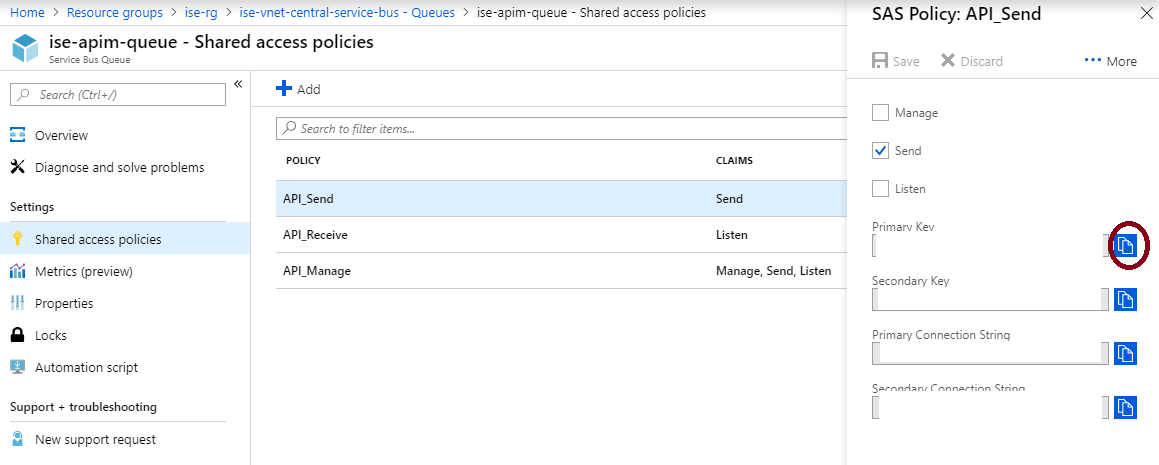 Home > Resource groups > ise-rg > ise-vnet-central-service-bus - Queues > ise-apim-queue - Shared access policies
ise-apim-queue - Shared access policies
Service Bus Queue
Search (Ctrl+/)
Overview
Diagnose and solve problems
Settings
Shared access policies
Metrics (preview)
Properties
Locks
Automation script
Support + troubleshooting
New support request
Add
Search to filter items...
POLICY CLAIMS
API_Send Send
API_Receive Listen
API_Manage Manage, Send, Listen
SAS Policy: API_Send
Save Discard More
Manage
Send
Listen
Primary Key
Secondary Key
Primary Connection String
Secondary Connection String